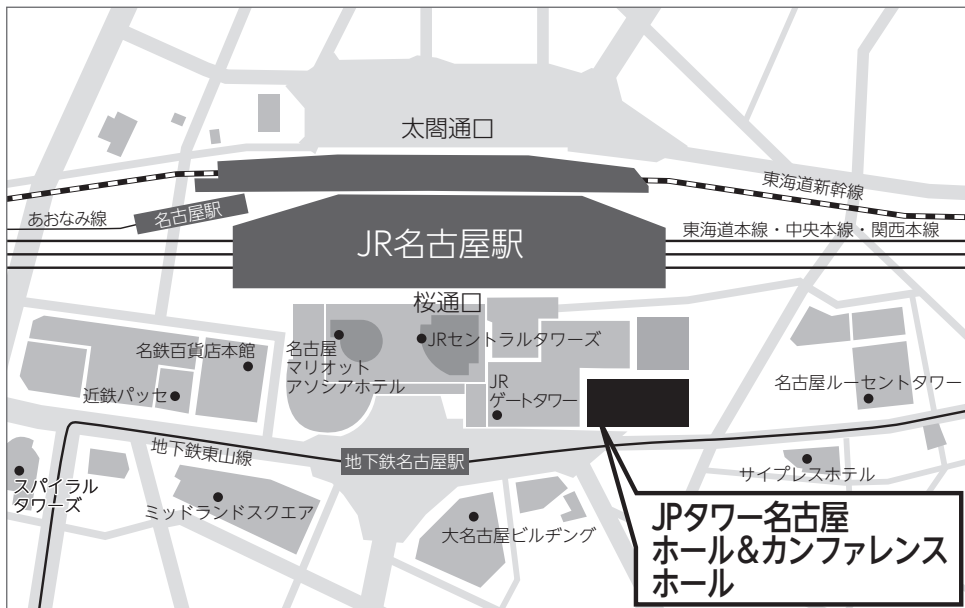 太閤通口
東海道新幹線
あおなみ線
名古屋駅
東海道本線・中央本線・関西本線
JR名古屋駅
桜通口
名鉄百貨店本館
近鉄パッセ
名古屋
マリオット
アソシアホテル
JRセントラルタワーズ
JR
ゲートタワー
名古屋ルーセントタワー
地下鉄東山線
地下鉄名古屋駅
サイプレスホテル
スパイラル
タワーズ
ミッドランドスクエア
大名古屋ビルヂング
JPタワー名古屋
ホール&カンファレンス
ホール